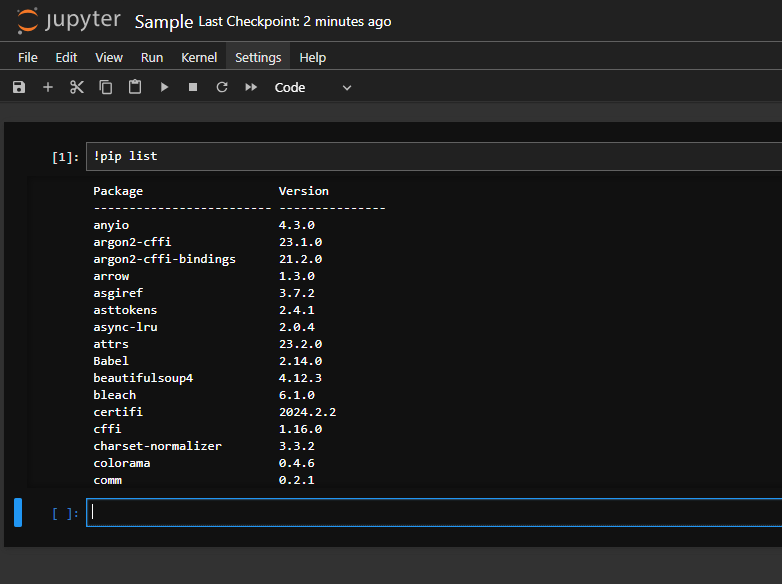 jupyter Sample Last Checkpoint: 2 minutes ago
File Edit View Run Kernel Settings Help
Code
[1]: !pip list
Package Version
------------------------- ---------------
anyio 4.3.0
argon2-cffi 23.1.0
argon2-cffi-bindings 21.2.0
arrow 1.3.0
asgiref 3.7.2
asttokens 2.4.1
async-lru 2.0.4
attrs 23.2.0
Babel 2.14.0
beautifulsoup4 4.12.3
bleach 6.1.0
certifi 2024.2.2
cffi 1.16.0
charset-normalizer 3.3.2
colorama 0.4.6
comm 0.2.1
[ ]: